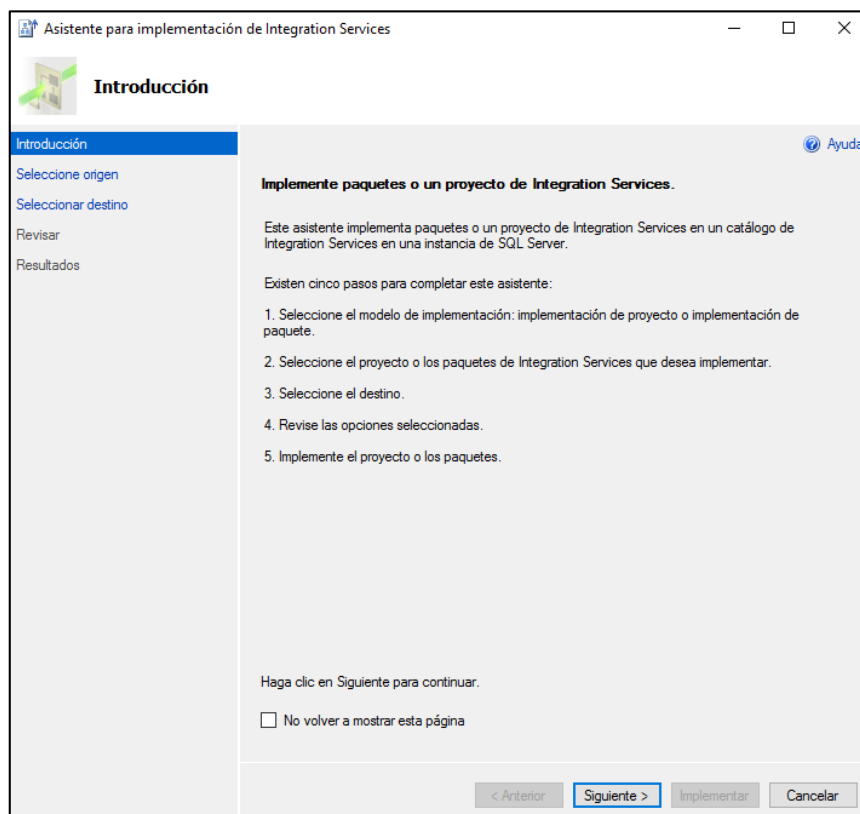 Asistente para implementación de Integration Services
Introducción
Introducción
Seleccione origen
Seleccionar destino
Revisar
Resultados
Ayuda
Implemente paquetes o un proyecto de Integration Services.
Este asistente implementa paquetes o un proyecto de Integration Services en un catálogo de
Integration Services en una instancia de SQL Server.
Existen cinco pasos para completar este asistente:
1. Seleccione el modelo de implementación: implementación de proyecto o implementación de
paquete.
2. Seleccione el proyecto o los paquetes de Integration Services que desea implementar.
3. Seleccione el destino.
4. Revise las opciones seleccionadas.
5. Implemente el proyecto o los paquetes.
Haga clic en Siguiente para continuar.
No volver a mostrar esta página
< Anterior
Siguiente >
Implementar
Cancelar